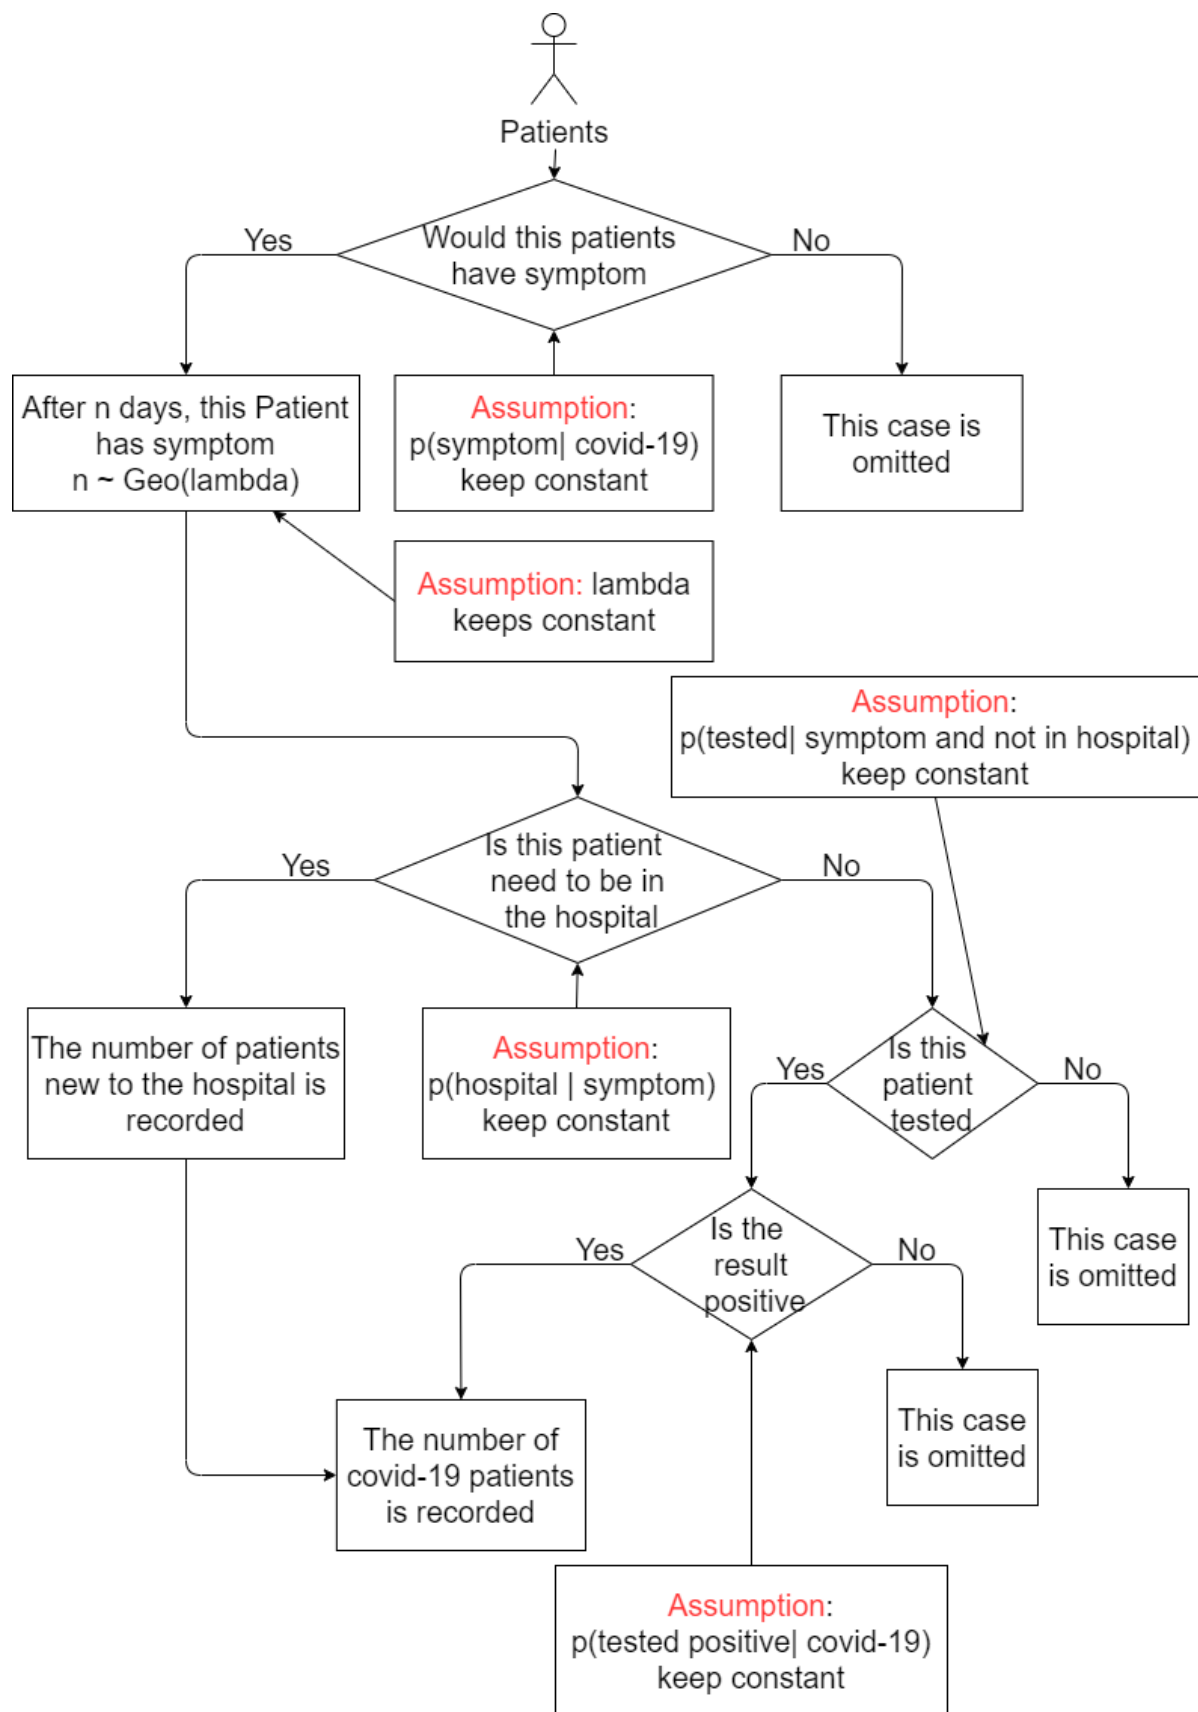 Patients
Would this patients
have symptom
Yes
No
After n days, this Patient
has symptom
n ~ Geo(lambda)
Assumption:
p(symptom| covid-19)
keep constant
This case is
omitted
Assumption: lambda
keeps constant
Assumption:
p(tested| symptom and not in hospital)
keep constant
Is this patient
need to be in
the hospital
Yes
No
The number of patients
new to the hospital is
recorded
Assumption:
p(hospital | symptom)
keep constant
Is this
patient
tested
Yes
No
This case
is omitted
Is the
result
positive
Yes
No
This case
is omitted
The number of
covid-19 patients
is recorded
Assumption:
p(tested positive| covid-19)
keep constant